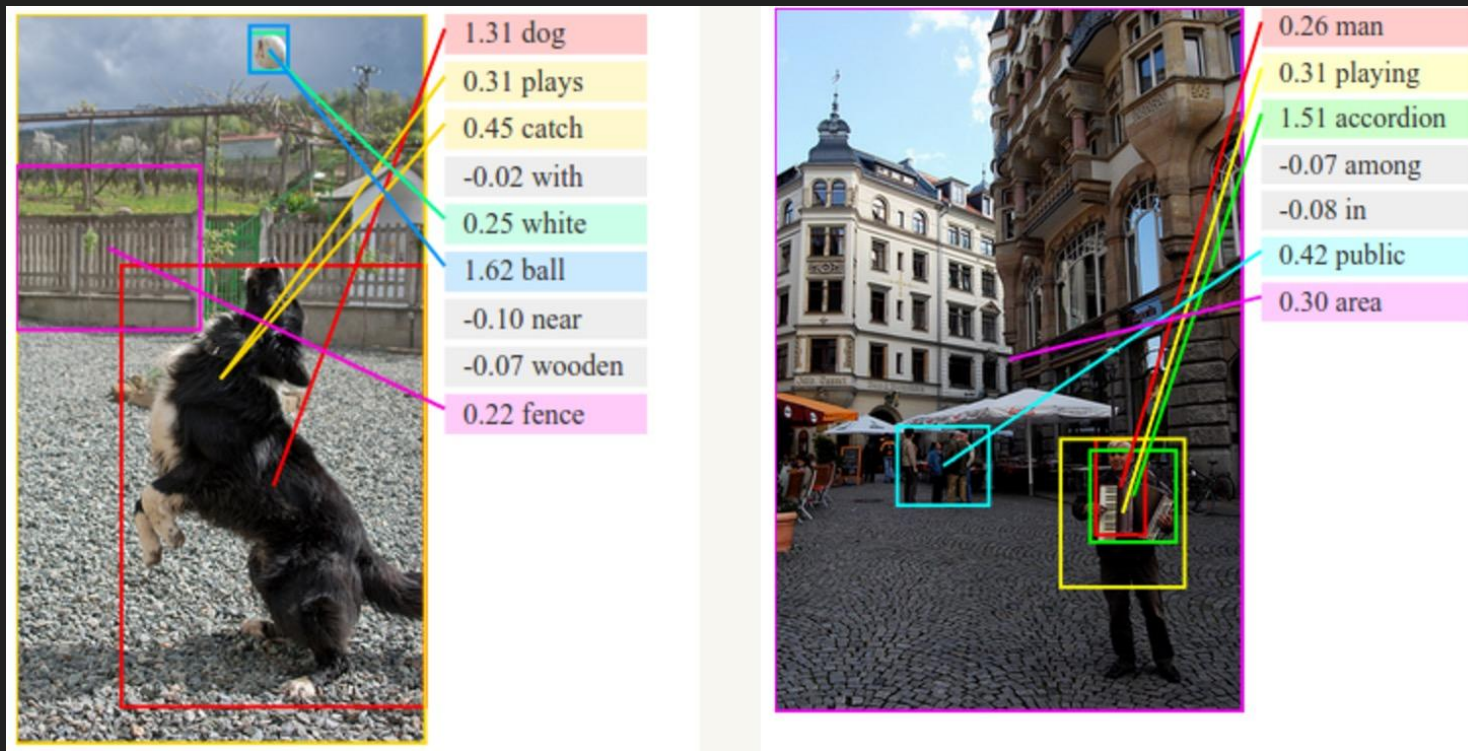 1.31 dog
0.31 plays
0.45 catch
-0.02 with
0.25 white
1.62 ball
-0.10 near
-0.07 wooden
0.22 fence
0.26 man
0.31 playing
1.51 accordion
-0.07 among
-0.08 in
0.42 public
0.30 area